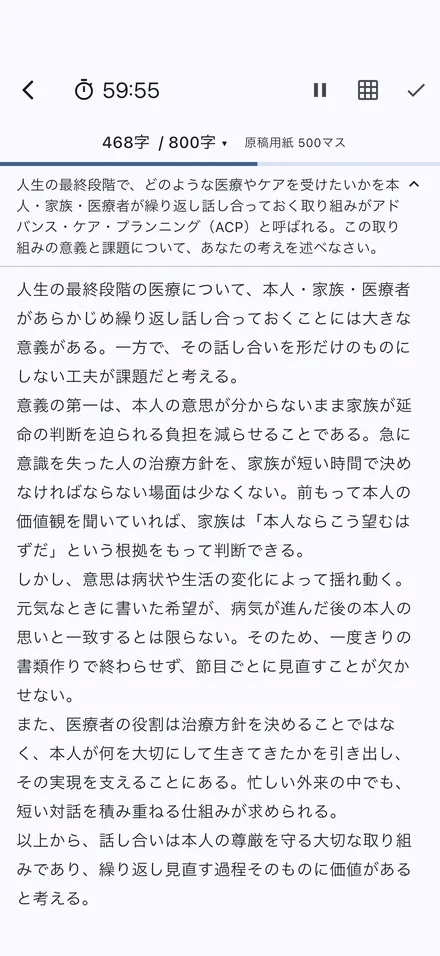 59:55
468字 / 800字 ▾ 原稿用紙 500マス
人生の最終段階で、どのような医療やケアを受けたいかを本
人・家族・医療者が繰り返し話し合っておく取り組みがアド
バンス・ケア・プランニング（ACP）と呼ばれる。この取り
組みの意義と課題について、あなたの考えを述べなさい。
人生の最終段階の医療について、本人・家族・医療者
があらかじめ繰り返し話し合っておくことには大きな
意義がある。一方で、その話し合いを形だけのものに
しない工夫が課題だと考える。
意義の第一は、本人の意思が分からないまま家族が延
命の判断を迫られる負担を減らせることである。急に
意識を失った人の治療方針を、家族が短い時間で決め
なければならない場面は少なくない。前もって本人の
価値観を聞いていれば、家族は「本人ならこう望むは
ずだ」という根拠をもって判断できる。
しかし、意思は病状や生活の変化によって揺れ動く。
元気なときに書いた希望が、病気が進んだ後の本人の
思いと一致するとは限らない。そのため、一度きりの
書類作りで終わらせず、節目ごとに見直すことが欠か
せない。
また、医療者の役割は治療方針を決めることではな
く、本人が何を大切にして生きてきたかを引き出し、
その実現を支えることにある。忙しい外来の中でも、
短い対話を積み重ねる仕組みが求められる。
以上から、話し合いは本人の尊厳を守る大切な取り組
みであり、繰り返し見直す過程そのものに価値がある
と考える。